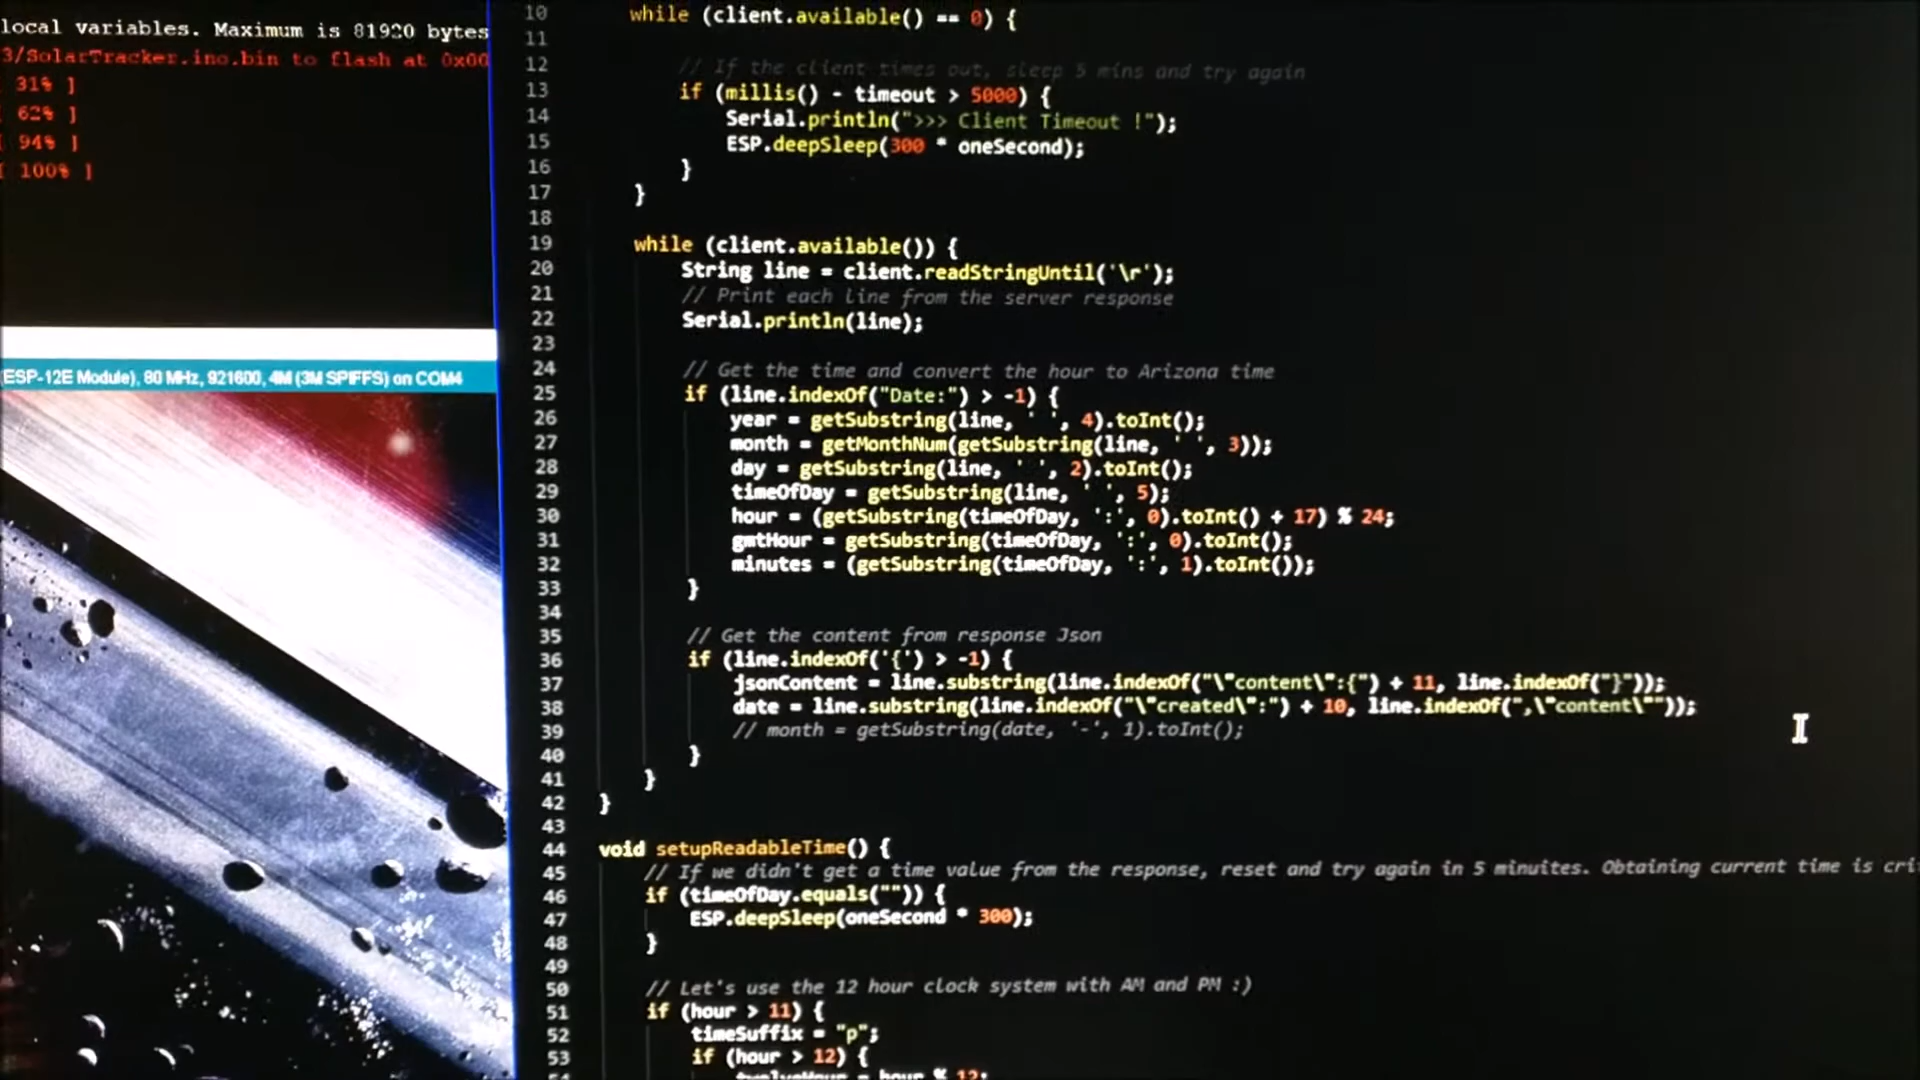 local variables. Maximum is 81920 bytes
3/SolarTracker.ino.bin to flash at 0x00
[ 31% ]
[ 62% ]
[ 94% ]
[ 100% ]
(ESP-12E Module), 80 MHz, 921600, 4M (3M SPIFFS) on COM4
10 while (client.available() == 0) {
11
12 // If the client times out, sleep 5 mins and try again
13 if (millis() - timeout > 5000) {
14 Serial.println(">>> Client Timeout !");
15 ESP.deepSleep(300 * oneSecond);
16 }
17 }
18
19 while (client.available()) {
20 String line = client.readStringUntil('\r');
21 // Print each line from the server response
22 Serial.println(line);
23
24 // Get the time and convert the hour to Arizona time
25 if (line.indexOf("Date:") > -1) {
26 year = getSubstring(line, ' ', 4).toInt();
27 month = getMonthNum(getSubstring(line, ' ', 3));
28 day = getSubstring(line, ' ', 2).toInt();
29 timeOfDay = getSubstring(line, ' ', 5);
30 hour = (getSubstring(timeOfDay, ':', 0).toInt() + 17) % 24;
31 gmtHour = getSubstring(timeOfDay, ':', 0).toInt();
32 minutes = (getSubstring(timeOfDay, ':', 1).toInt());
33 }
34
35 // Get the content from response Json
36 if (line.indexOf('{') > -1) {
37 jsonContent = line.substring(line.indexOf("\"content\":{") + 11, line.indexOf("}"));
38 date = line.substring(line.indexOf("\"created\":") + 10, line.indexOf(",\"content\""));
39 // month = getSubstring(date, '-', 1).toInt();
40 }
41 }
42 }
43
44 void setupReadableTime() {
45 // If we didn't get a time value from the response, reset and try again in 5 minuites. Obtaining current time is cri
46 if (timeOfDay.equals("")) {
47 ESP.deepSleep(oneSecond * 300);
48 }
49
50 // Let's use the 12 hour clock system with AM and PM :)
51 if (hour > 11) {
52 timeSuffix = "p";
53 if (hour > 12) {